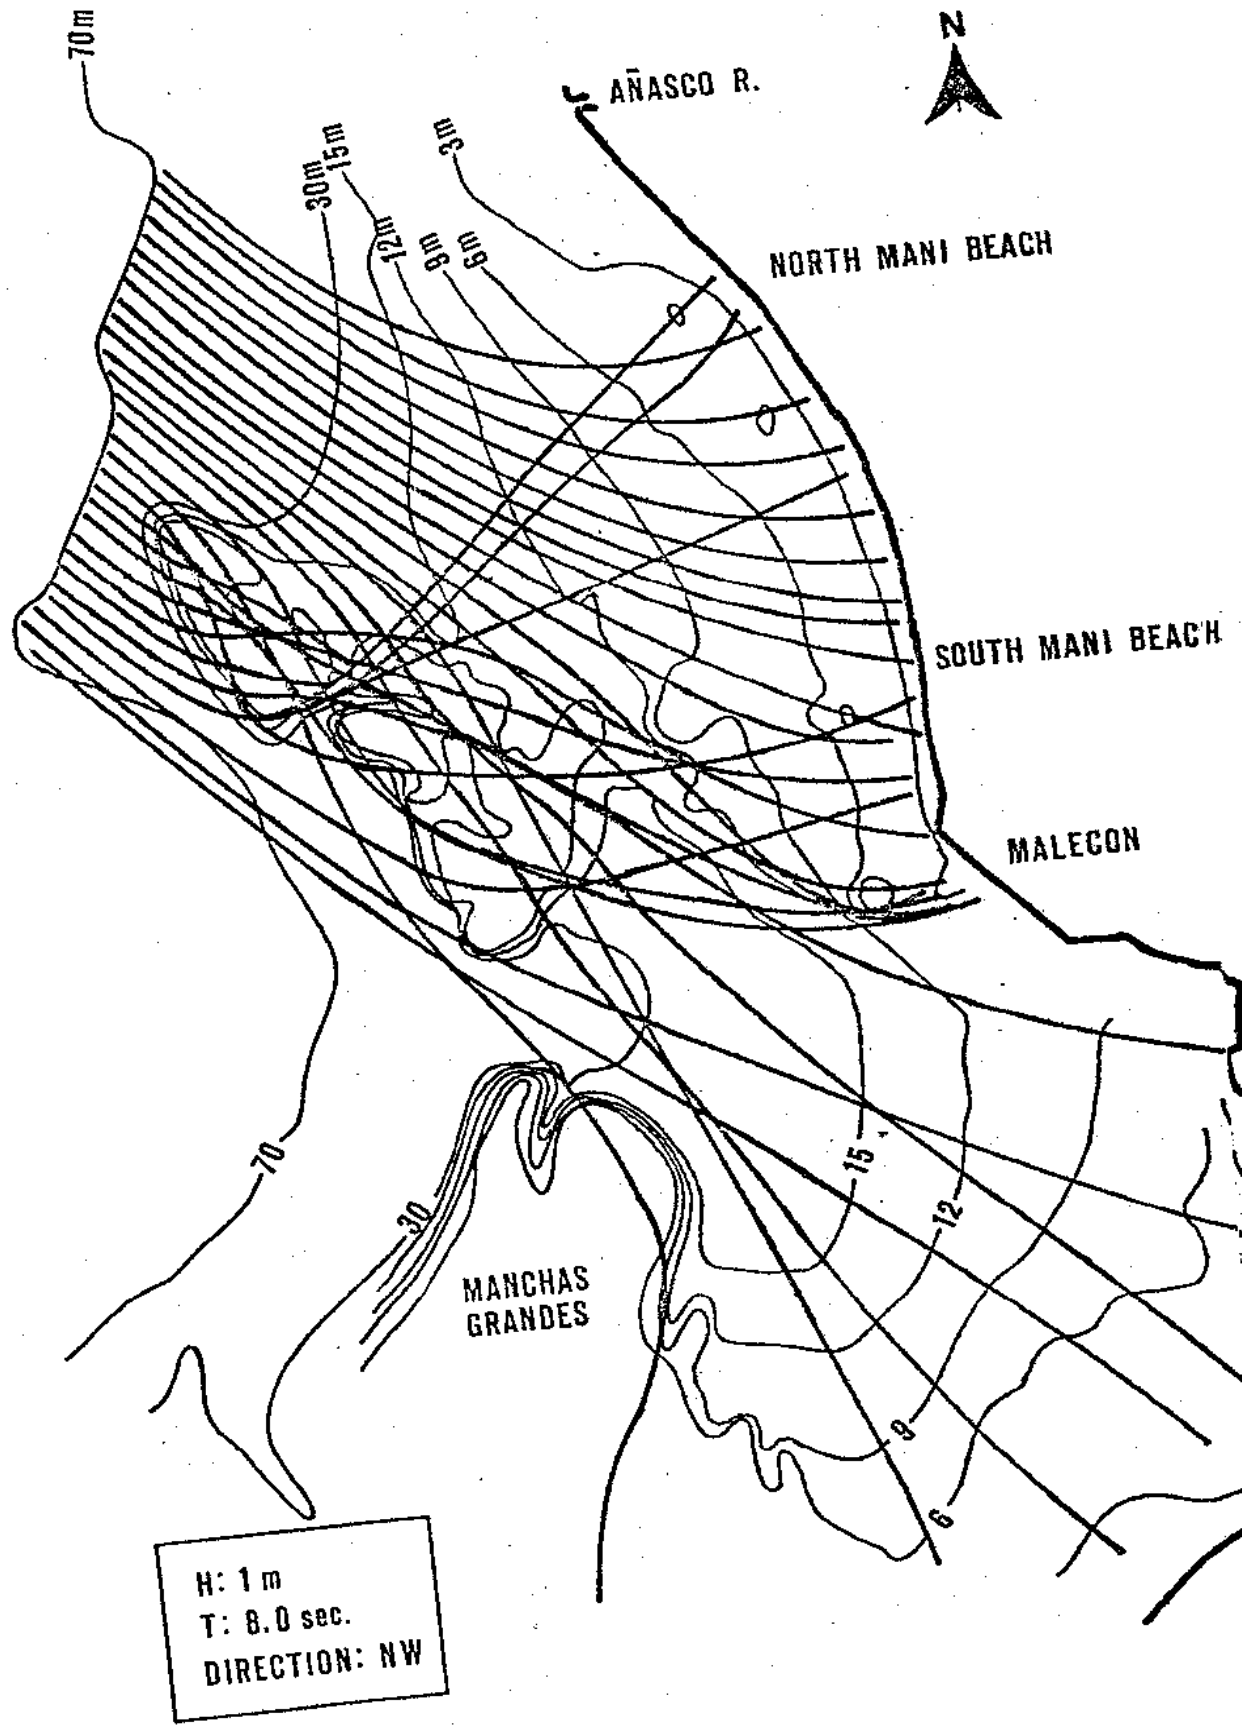 70m
N
AÑASCO R.
30m
15m
3m
12m
9m
6m
NORTH MANI BEACH
SOUTH MANI BEACH
MALECON
70
15
30
12
MANCHAS
GRANDES
9
6
H: 1 m
T: 8.0 sec.
DIRECTION: NW